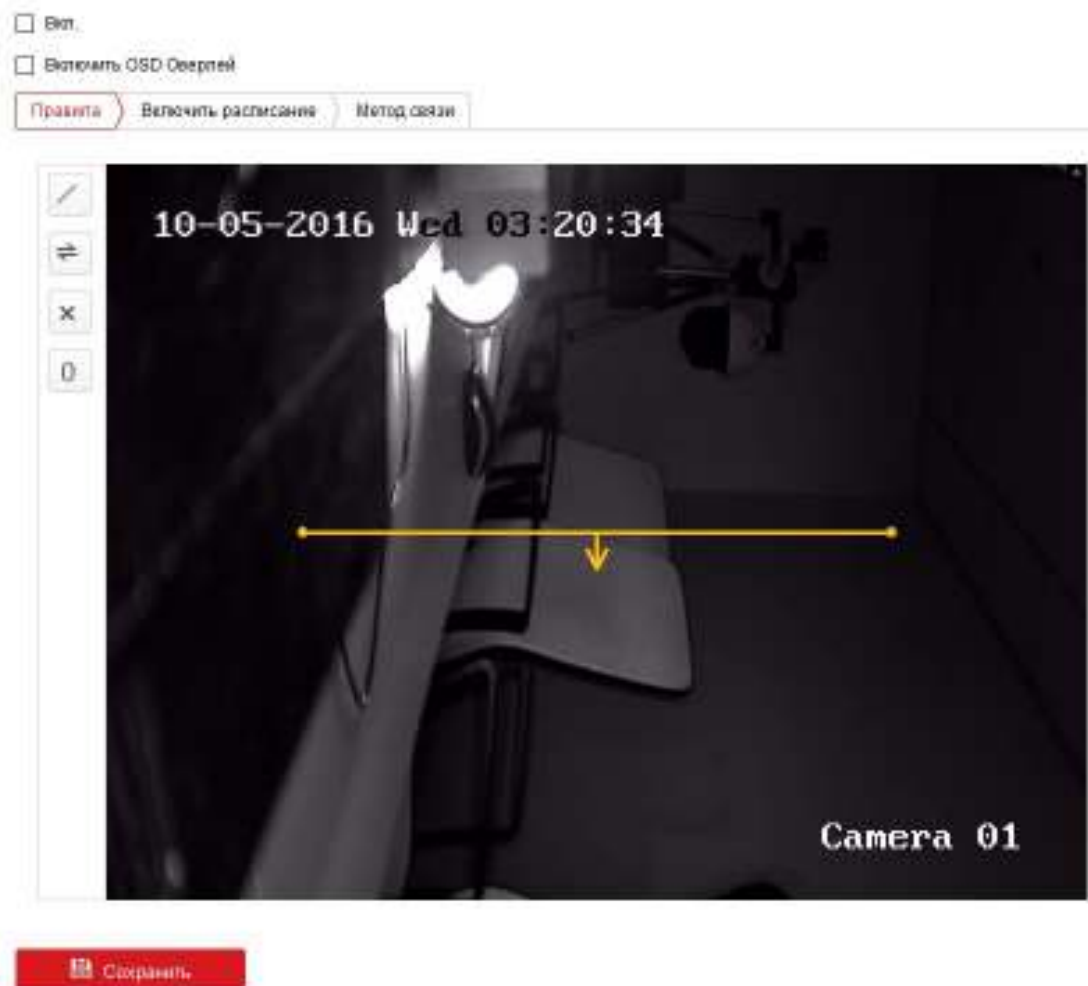 Вкл.
Включить OSD Оверлей
Правила Включить расписание Метод связи
10-05-2016 Wed 03:20:34
0
Camera 01
Сохранить